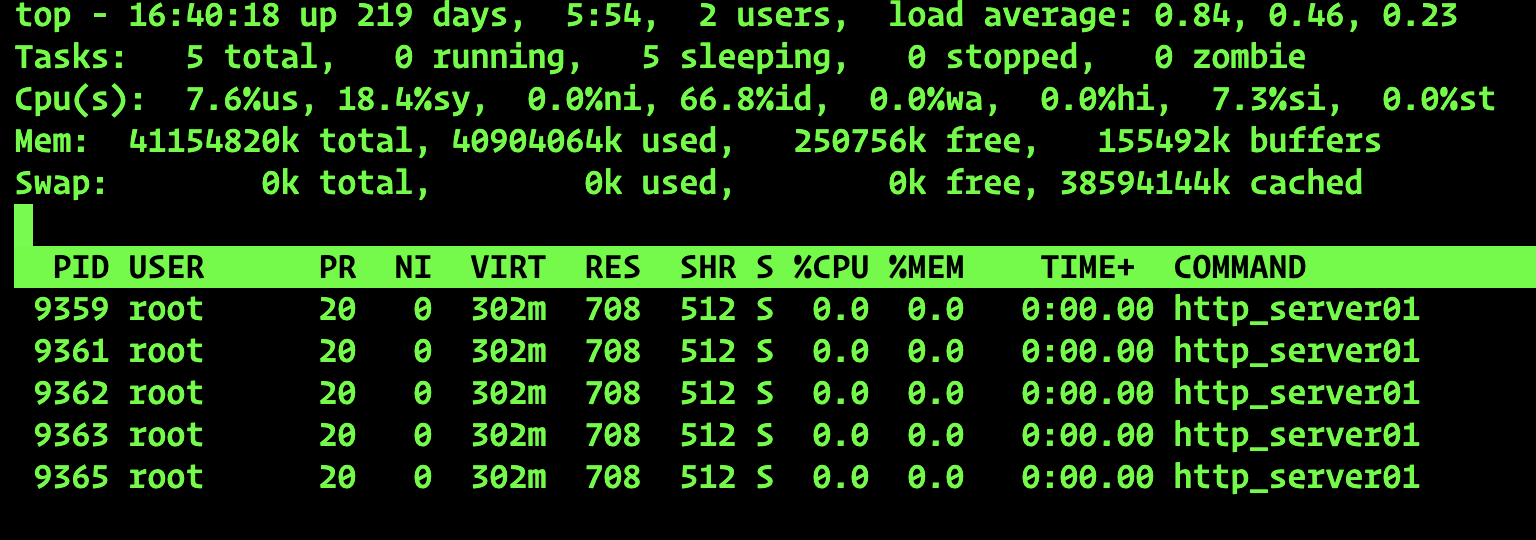 top - 16:40:18 up 219 days,  5:54,  2 users,  load average: 0.84, 0.46, 0.23
Tasks:   5 total,   0 running,   5 sleeping,   0 stopped,   0 zombie
Cpu(s):  7.6%us, 18.4%sy,  0.0%ni, 66.8%id,  0.0%wa,  0.0%hi,  7.3%si,  0.0%st
Mem:  41154820k total, 40904064k used,   250756k free,   155492k buffers
Swap:        0k total,        0k used,        0k free, 38594144k cached
  PID USER      PR  NI  VIRT  RES  SHR S %CPU %MEM    TIME+  COMMAND
 9359 root      20   0  302m  708  512 S  0.0  0.0   0:00.00 http_server01
 9361 root      20   0  302m  708  512 S  0.0  0.0   0:00.00 http_server01
 9362 root      20   0  302m  708  512 S  0.0  0.0   0:00.00 http_server01
 9363 root      20   0  302m  708  512 S  0.0  0.0   0:00.00 http_server01
 9365 root      20   0  302m  708  512 S  0.0  0.0   0:00.00 http_server01